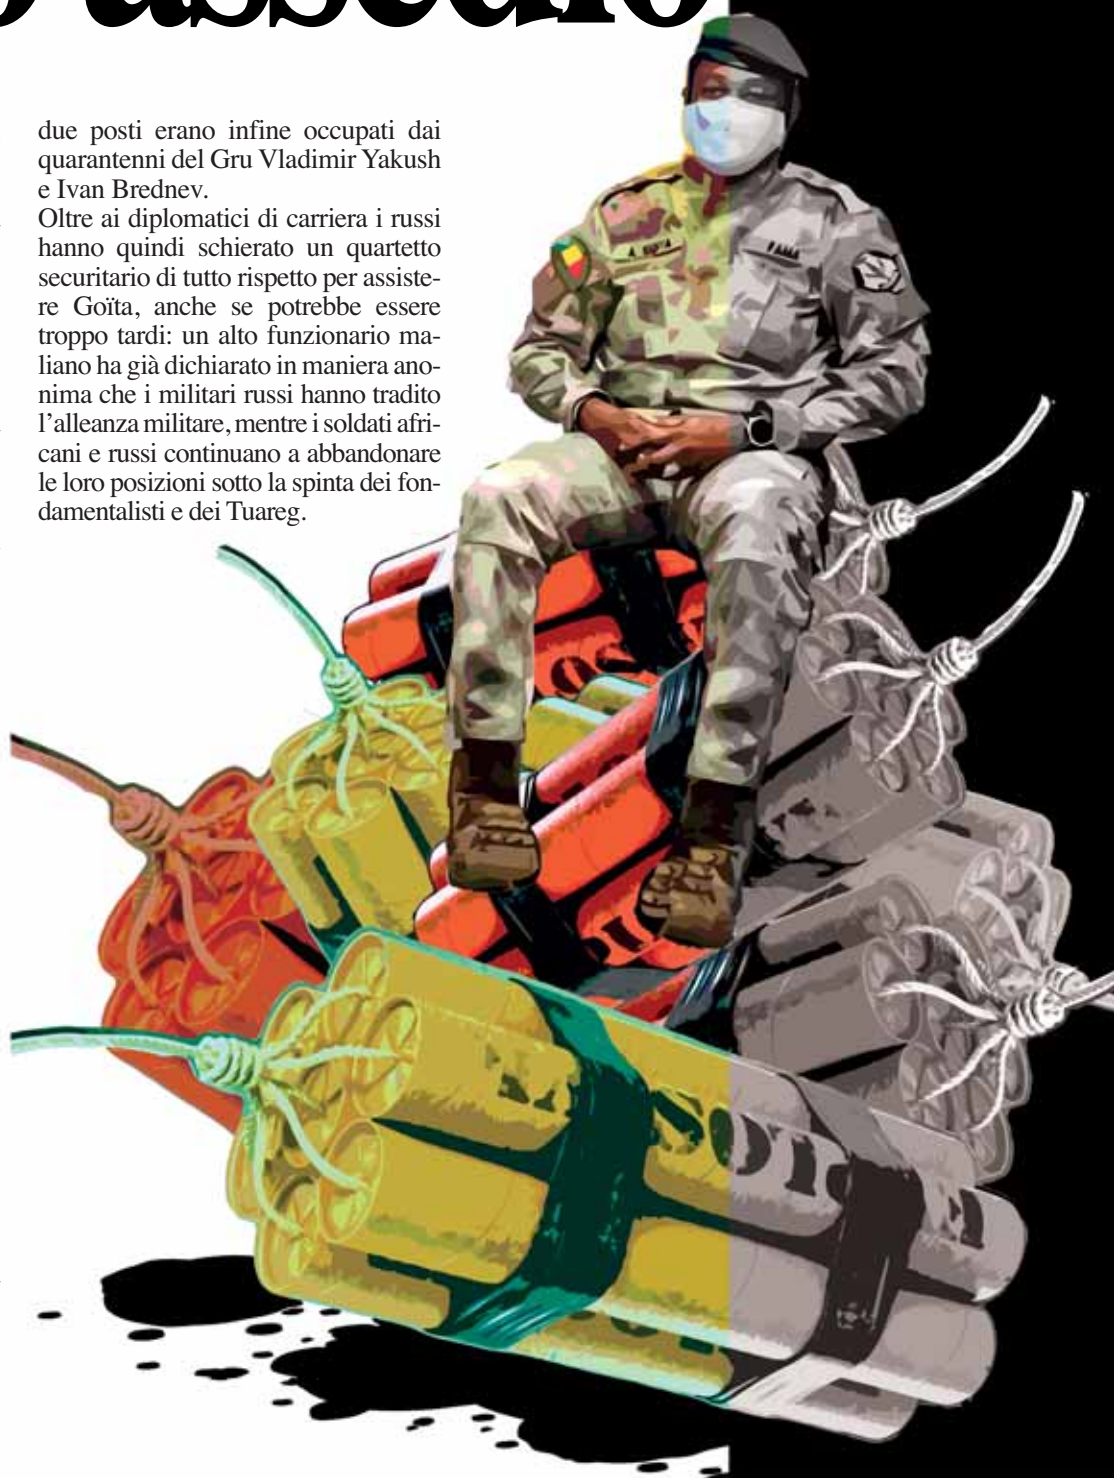 assedio
due posti erano infine occupati dai
quarantenni del Gru Vladimir Yakush
e Ivan Brednev.
Oltre ai diplomatici di carriera i russi
hanno quindi schierato un quartetto
securitario di tutto rispetto per assiste-
re Goïta, anche se potrebbe essere
troppo tardi: un alto funzionario ma-
liano ha già dichiarato in maniera ano-
nima che i militari russi hanno tradito
l’alleanza militare, mentre i soldati afri-
cani e russi continuano a abbandonare
le loro posizioni sotto la spinta dei fon-
damentalisti e dei Tuareg.